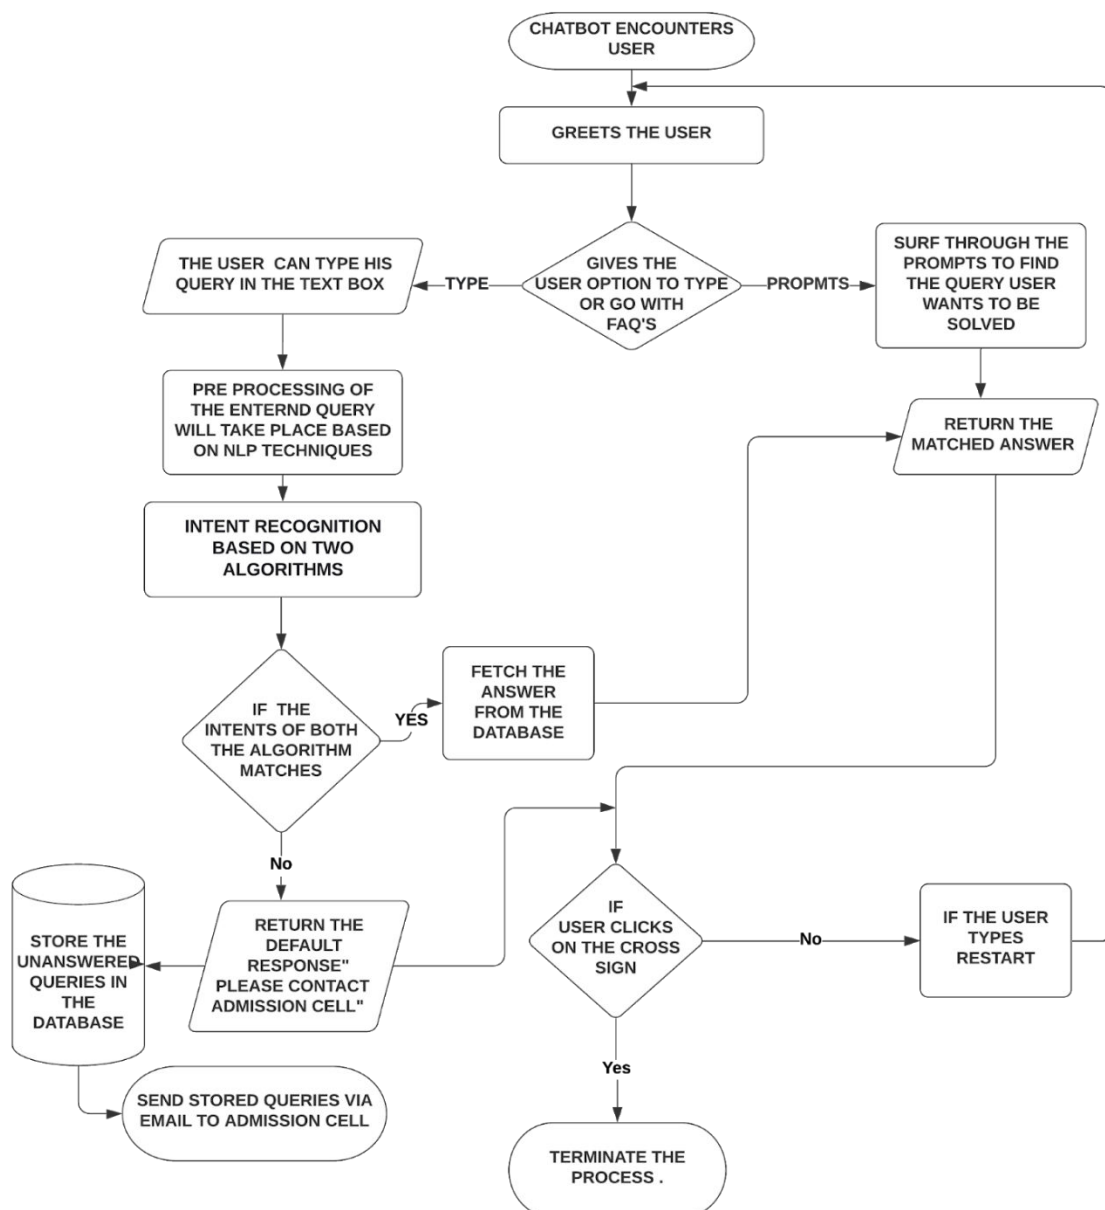 CHATBOT ENCOUNTERS
USER
GREETS THE USER
GIVES THE
USER OPTION TO TYPE
OR GO WITH
FAQ'S
TYPE
PROPMTS
THE USER CAN TYPE HIS
QUERY IN THE TEXT BOX
SURF THROUGH THE
PROMPTS TO FIND
THE QUERY USER
WANTS TO BE
SOLVED
PRE PROCESSING OF
THE ENTERND QUERY
WILL TAKE PLACE BASED
ON NLP TECHNIQUES
RETURN THE
MATCHED ANSWER
INTENT RECOGNITION
BASED ON TWO
ALGORITHMS
IF THE
INTENTS OF BOTH
THE ALGORITHM
MATCHES
YES
FETCH THE
ANSWER
FROM THE
DATABASE
No
RETURN THE
DEFAULT
RESPONSE"
PLEASE CONTACT
ADMISSION CELL"
STORE THE
UNANSWERED
QUERIES IN
THE
DATABASE
SEND STORED QUERIES VIA
EMAIL TO ADMISSION CELL
IF
USER CLICKS
ON THE CROSS
SIGN
No
IF THE USER
TYPES
RESTART
Yes
TERMINATE THE
PROCESS .